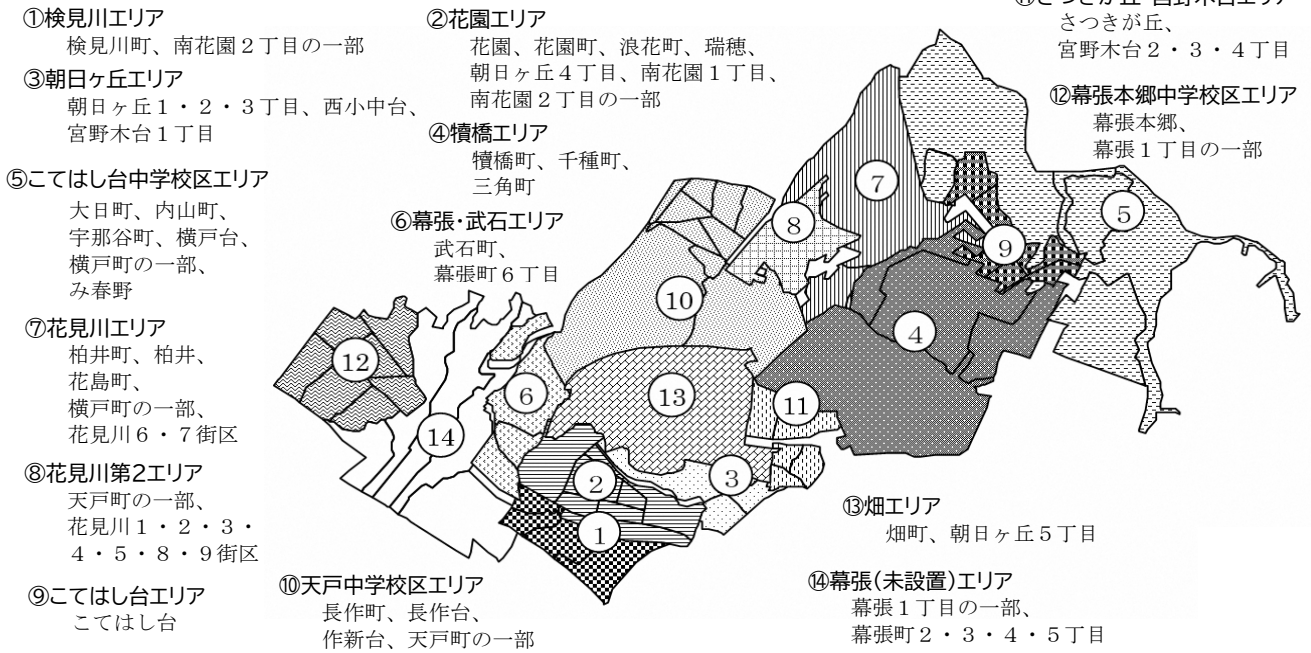 ①検見川エリア
検見川町、南花園２丁目の一部
②花園エリア
花園、花園町、浪花町、瑞穂、
朝日ヶ丘４丁目、南花園１丁目、
南花園２丁目の一部
さつきが丘、
宮野木台２・３・４丁目
③朝日ヶ丘エリア
朝日ヶ丘１・２・３丁目、西小中台、
宮野木台１丁目
④犢橋エリア
犢橋町、千種町、
三角町
⑫幕張本郷中学校区エリア
幕張本郷、
幕張１丁目の一部
⑤こてはし台中学校区エリア
大日町、内山町、
宇那谷町、横戸台、
横戸町の一部、
み春野
⑥幕張・武石エリア
武石町、
幕張町６丁目
⑦花見川エリア
柏井町、柏井、
花島町、
横戸町の一部、
花見川６・７街区
⑧花見川第2エリア
天戸町の一部、
花見川１・２・３・
４・５・８・９街区
⑨こてはし台エリア
こてはし台
⑩天戸中学校区エリア
長作町、長作台、
作新台、天戸町の一部
⑬畑エリア
畑町、朝日ヶ丘５丁目
⑭幕張(未設置)エリア
幕張１丁目の一部、
幕張町２・３・４・５丁目
7
5
8
9
10
4
12
6
13
11
14
2
3
1